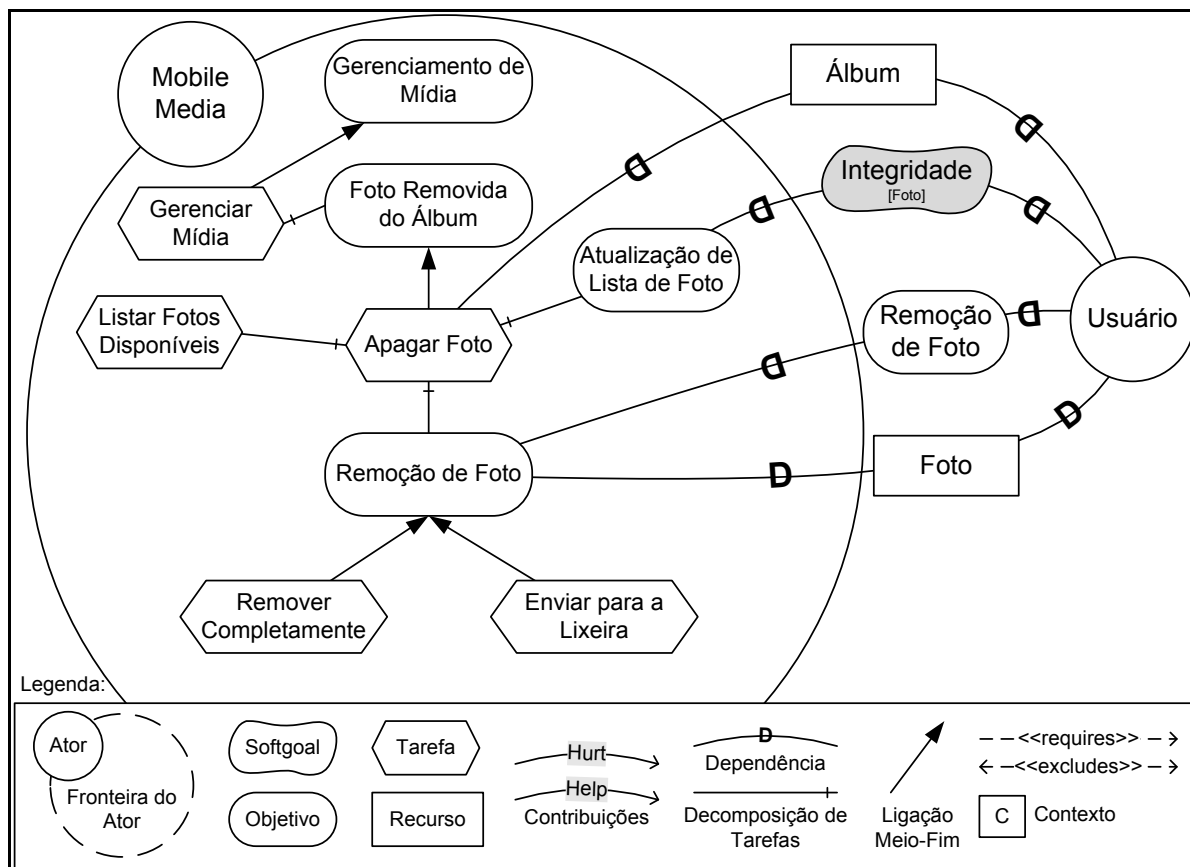 Mobile
Media
Gerenciamento de
Mídia
Álbum
D
D
Integridade
[Foto]
Gerenciar
Mídia
Foto Removida
do Álbum
D
D
Atualização de
Lista de Foto
Listar Fotos
Disponíveis
Apagar Foto
Remoção
de Foto
D
Usuário
D
D
Remoção de Foto
D
Foto
Remover
Completamente
Enviar para a
Lixeira
Legenda:
Ator
Fronteira do
Ator
Softgoal
Objetivo
Tarefa
Recurso
Hurt
Help
Contribuições
D
Dependência
Decomposição de
Tarefas
Ligação
Meio-Fim
<<requires>>
<<excludes>>
C
Contexto